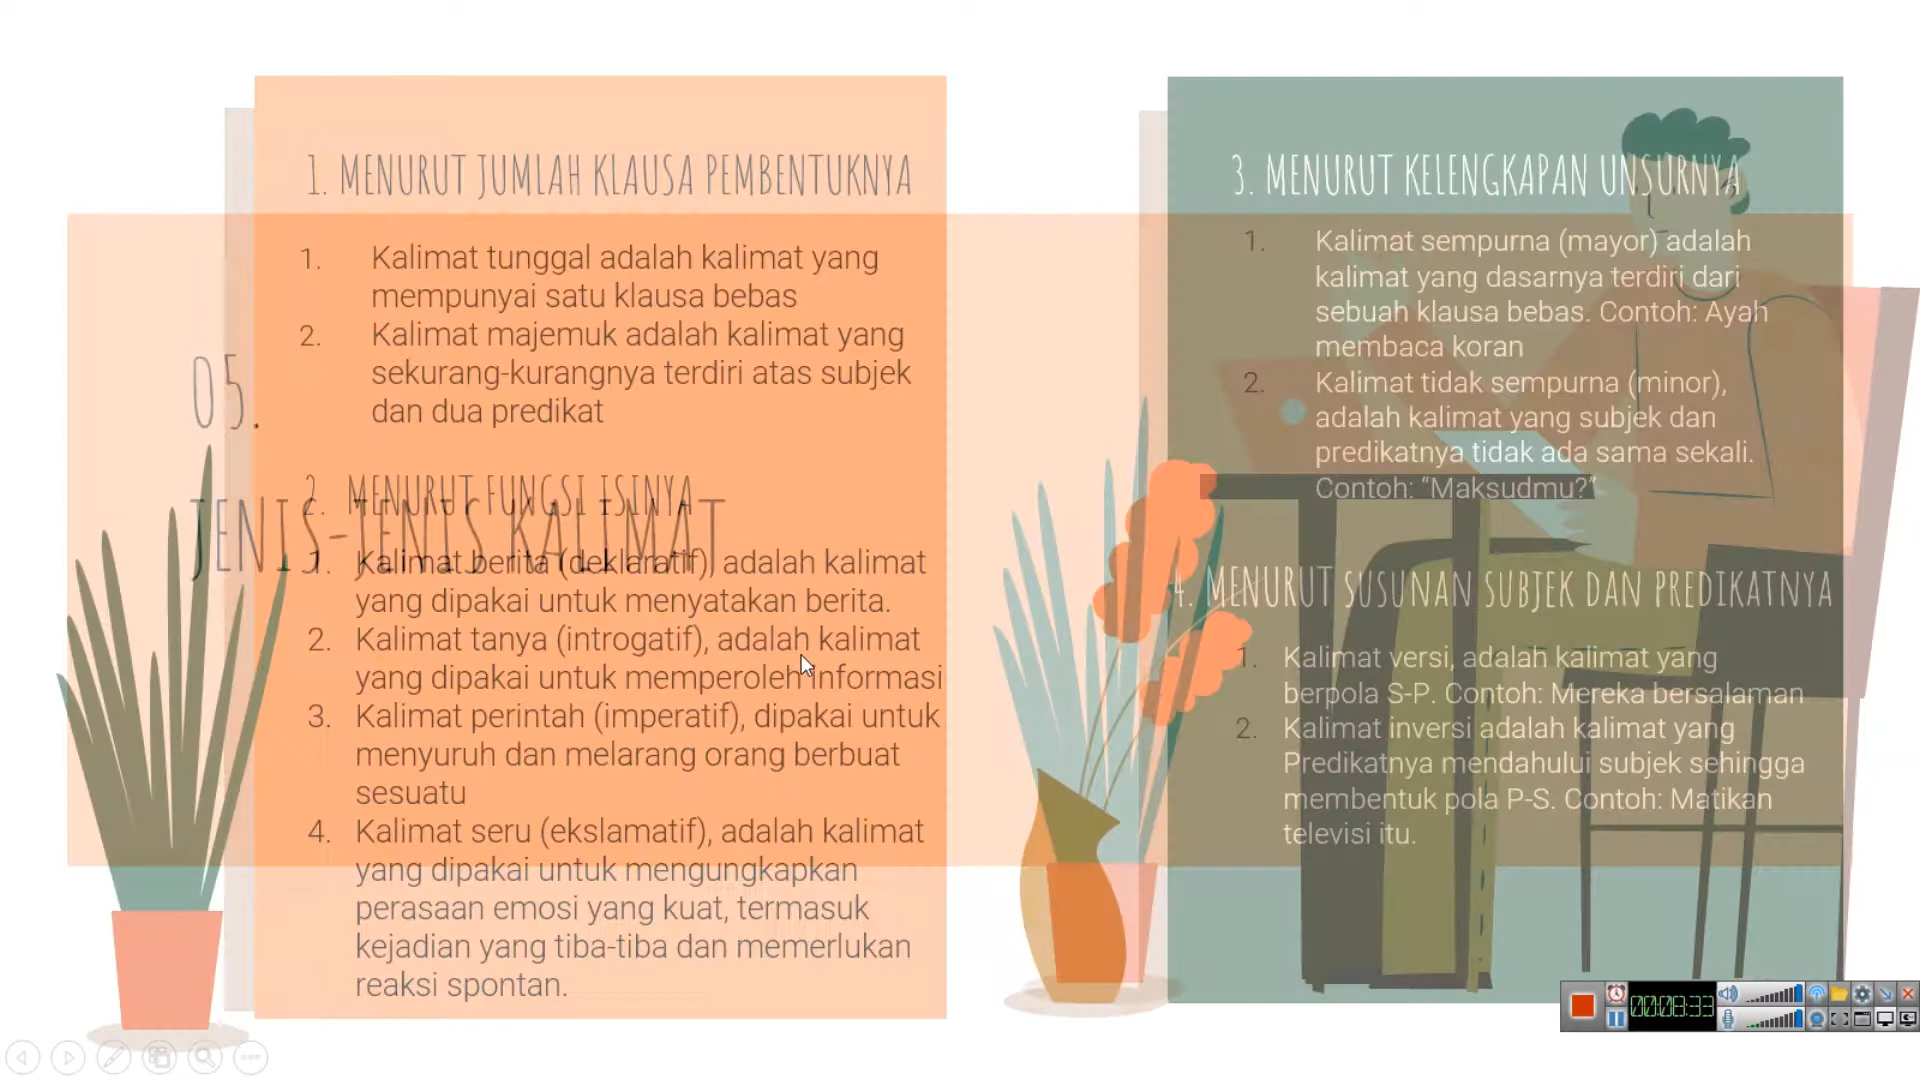 1. MENURUT JUMLAH KLAUSA PEMBENTUKNYA
1. Kalimat tunggal adalah kalimat yang
mempunyai satu klausa bebas
2. Kalimat majemuk adalah kalimat yang
sekurang-kurangnya terdiri atas subjek
dan dua predikat
05.
JENIS-JENIS KALIMAT
2. MENURUT FUNGSI ISINYA
1. Kalimat berita (deklaratif), adalah kalimat
yang dipakai untuk menyatakan berita.
2. Kalimat tanya (introgatif), adalah kalimat
yang dipakai untuk memperoleh informasi
3. Kalimat perintah (imperatif), dipakai untuk
menyuruh dan melarang orang berbuat
sesuatu
4. Kalimat seru (ekslamatif), adalah kalimat
yang dipakai untuk mengungkapkan
perasaan emosi yang kuat, termasuk
kejadian yang tiba-tiba dan memerlukan
reaksi spontan.
3. MENURUT KELENGKAPAN UNSURNYA
1. Kalimat sempurna (mayor) adalah
kalimat yang dasarnya terdiri dari
sebuah klausa bebas. Contoh: Ayah
membaca koran
2. Kalimat tidak sempurna (minor),
adalah kalimat yang subjek dan
predikatnya tidak ada sama sekali.
Contoh: “Maksudmu?”
4. MENURUT SUSUNAN SUBJEK DAN PREDIKATNYA
1. Kalimat versi, adalah kalimat yang
berpola S-P. Contoh: Mereka bersalaman
2. Kalimat inversi adalah kalimat yang
Predikatnya mendahului subjek sehingga
membentuk pola P-S. Contoh: Matikan
televisi itu.
00:08:33